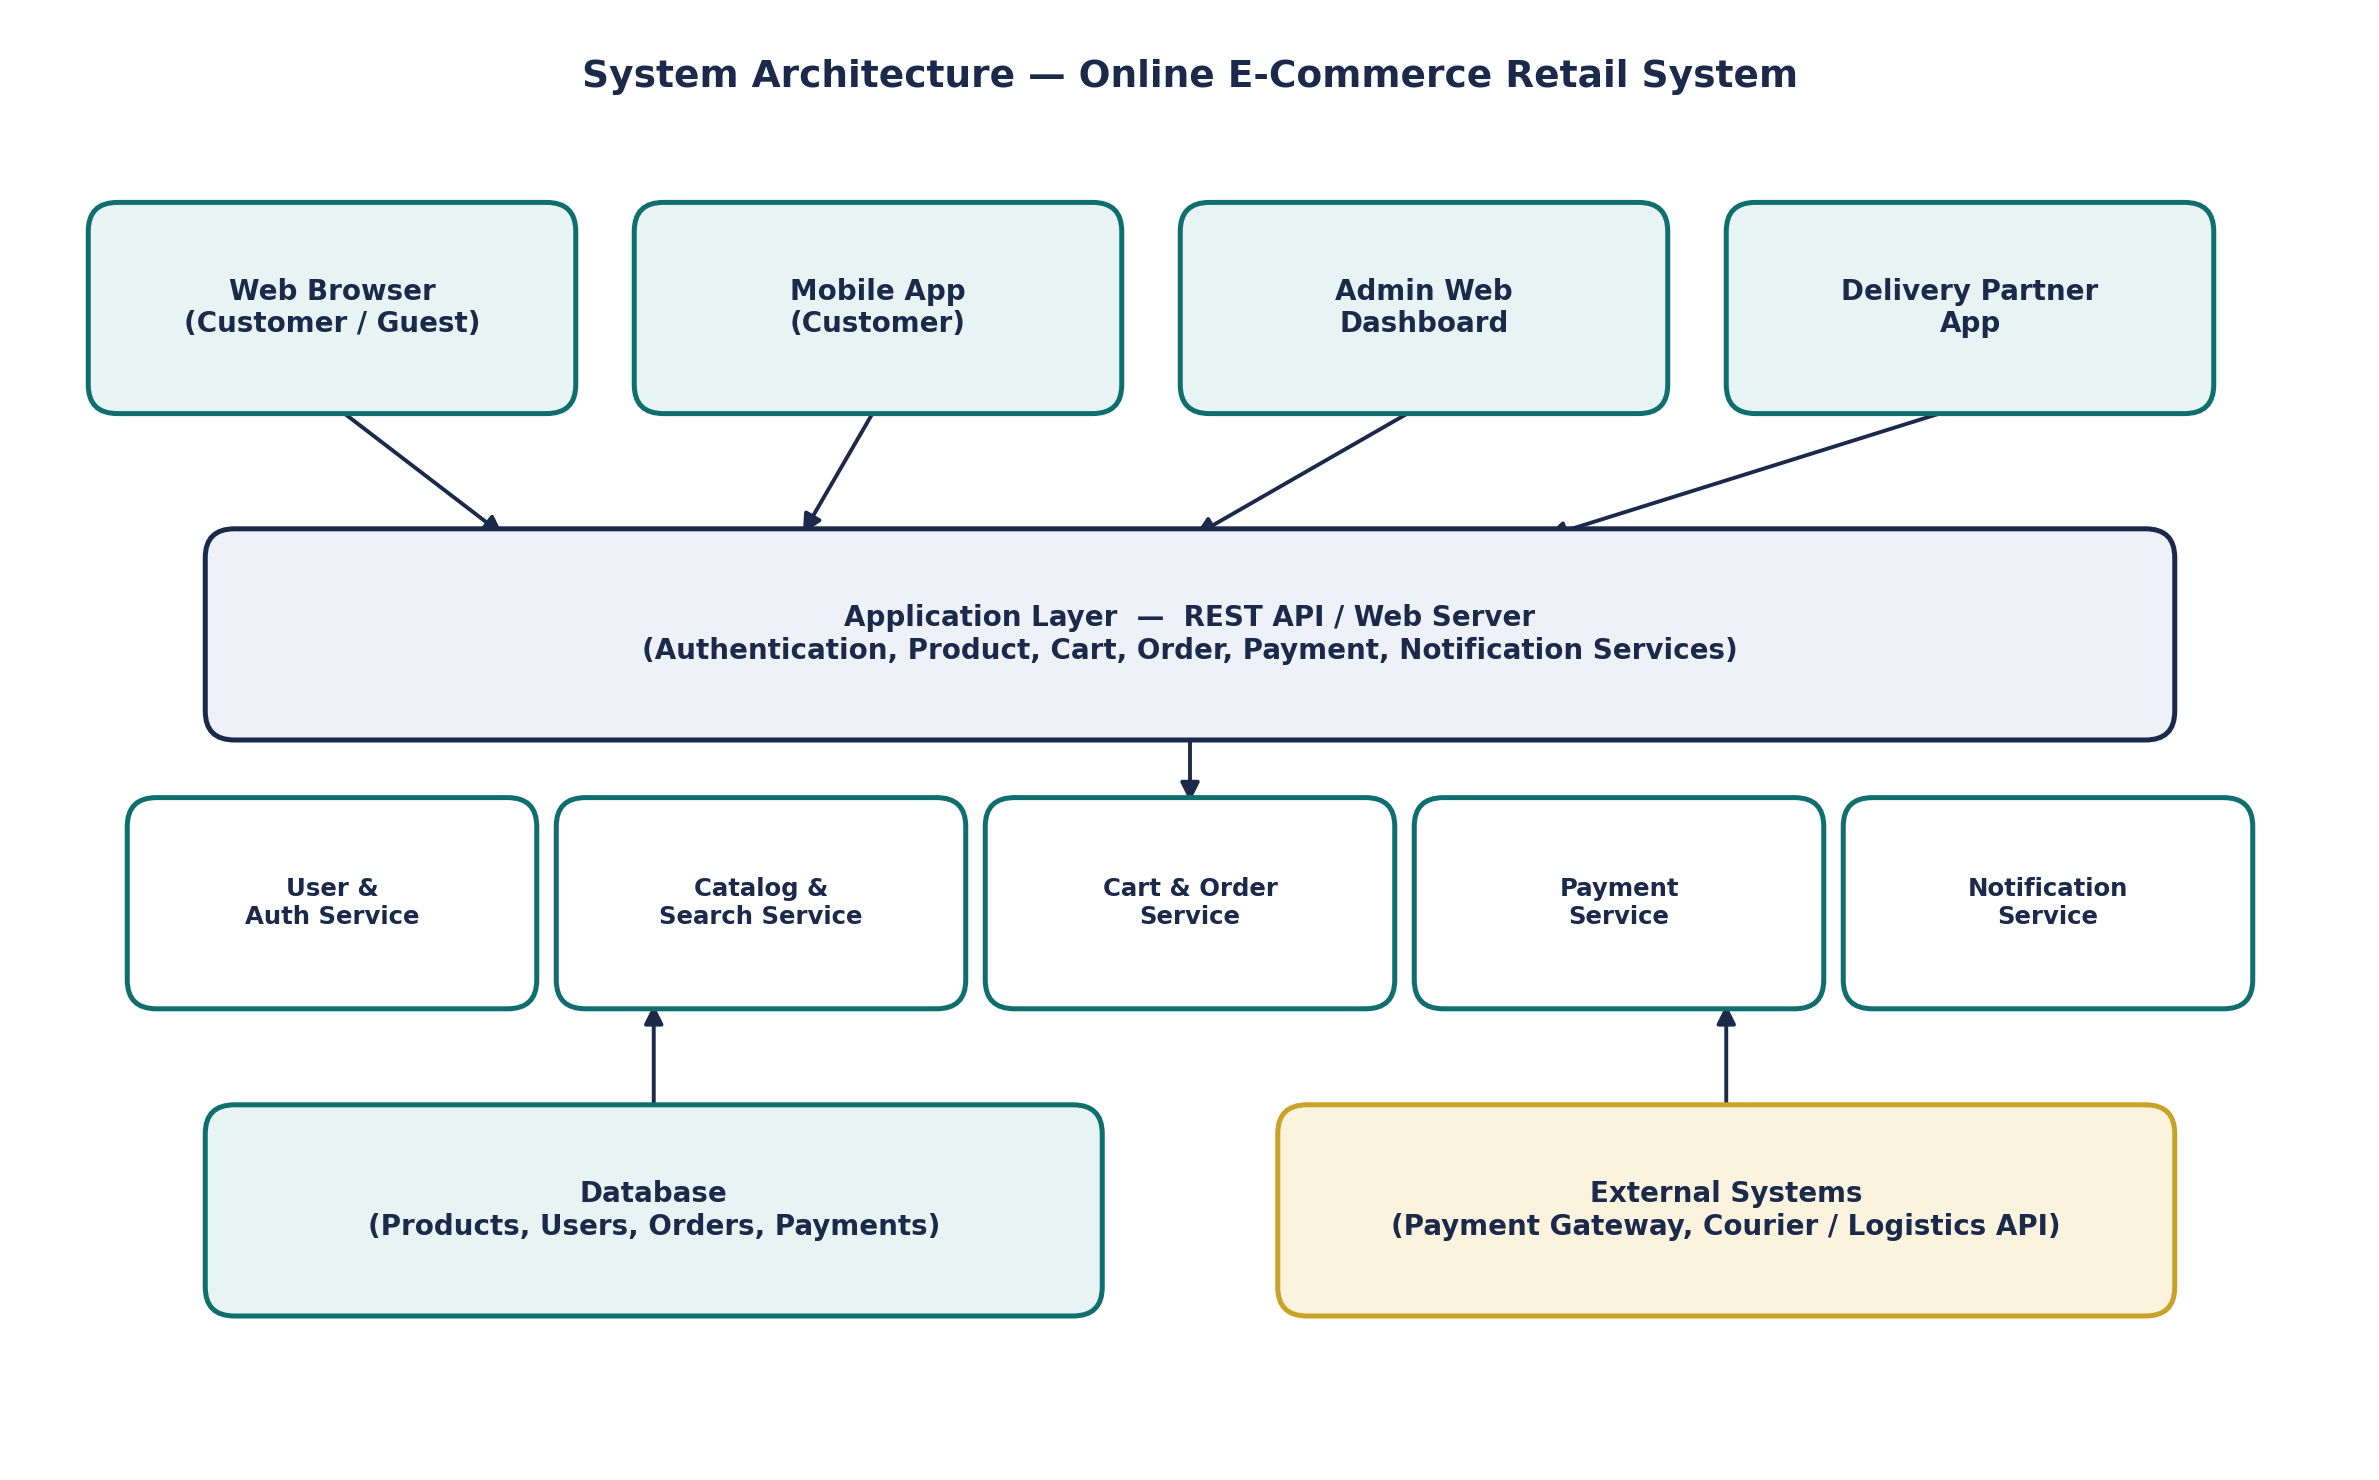 System Architecture — Online E-Commerce Retail System
Web Browser
(Customer / Guest)
Mobile App
(Customer)
Admin Web
Dashboard
Delivery Partner
App
Application Layer — REST API / Web Server
(Authentication, Product, Cart, Order, Payment, Notification Services)
User &
Auth Service
Catalog &
Search Service
Cart & Order
Service
Payment
Service
Notification
Service
Database
(Products, Users, Orders, Payments)
External Systems
(Payment Gateway, Courier / Logistics API)